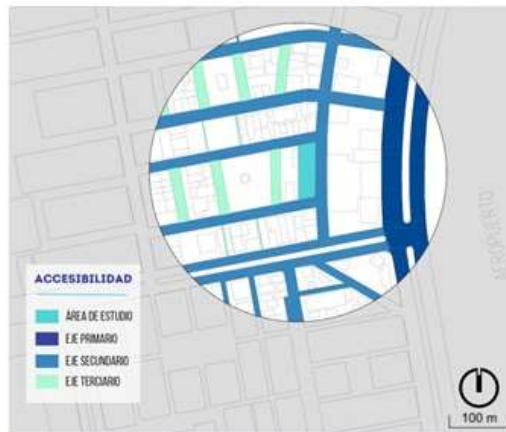 ACCESIBILIDAD
ÁREA DE ESTUDIO
EJE PRIMARIO
EJE SECUNDARIO
EJE TERCIARIO
AEROPUERTO
100 m